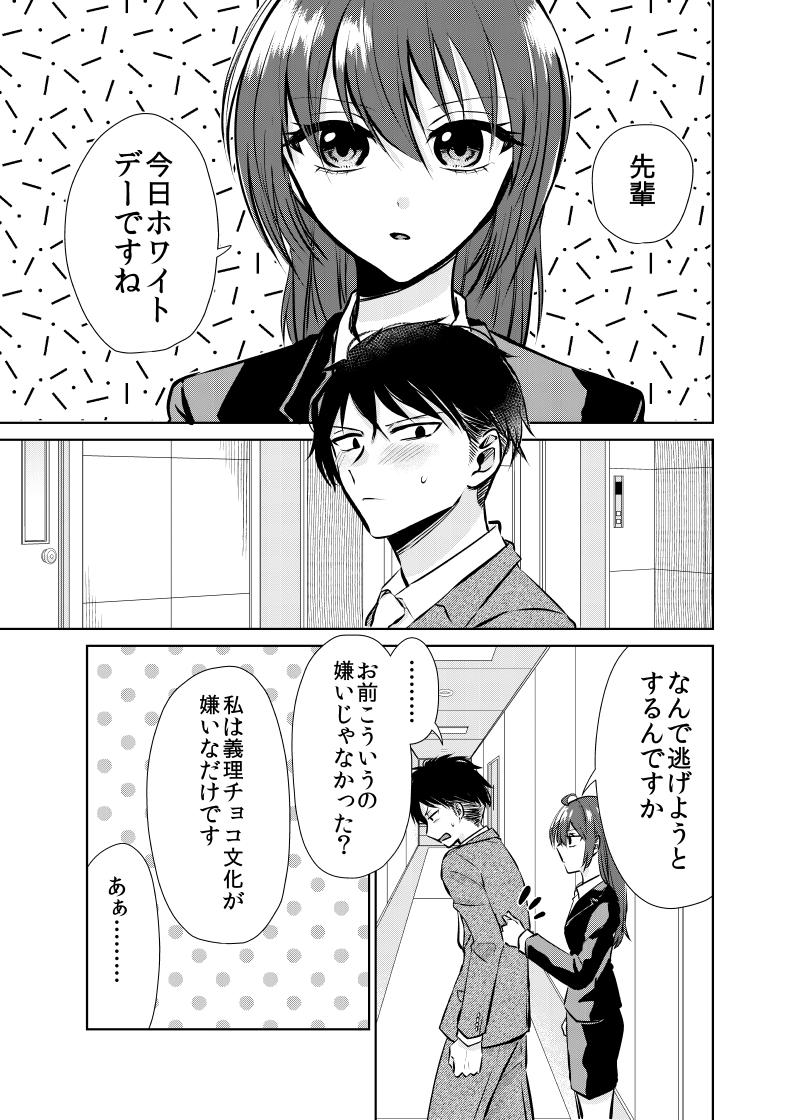 先輩
今日ホワイト
デーですね
なんで逃げようと
するんですか
………
お前こういうの
嫌いじゃなかった？
私は義理チョコ文化が
嫌いなだけです
あぁ………